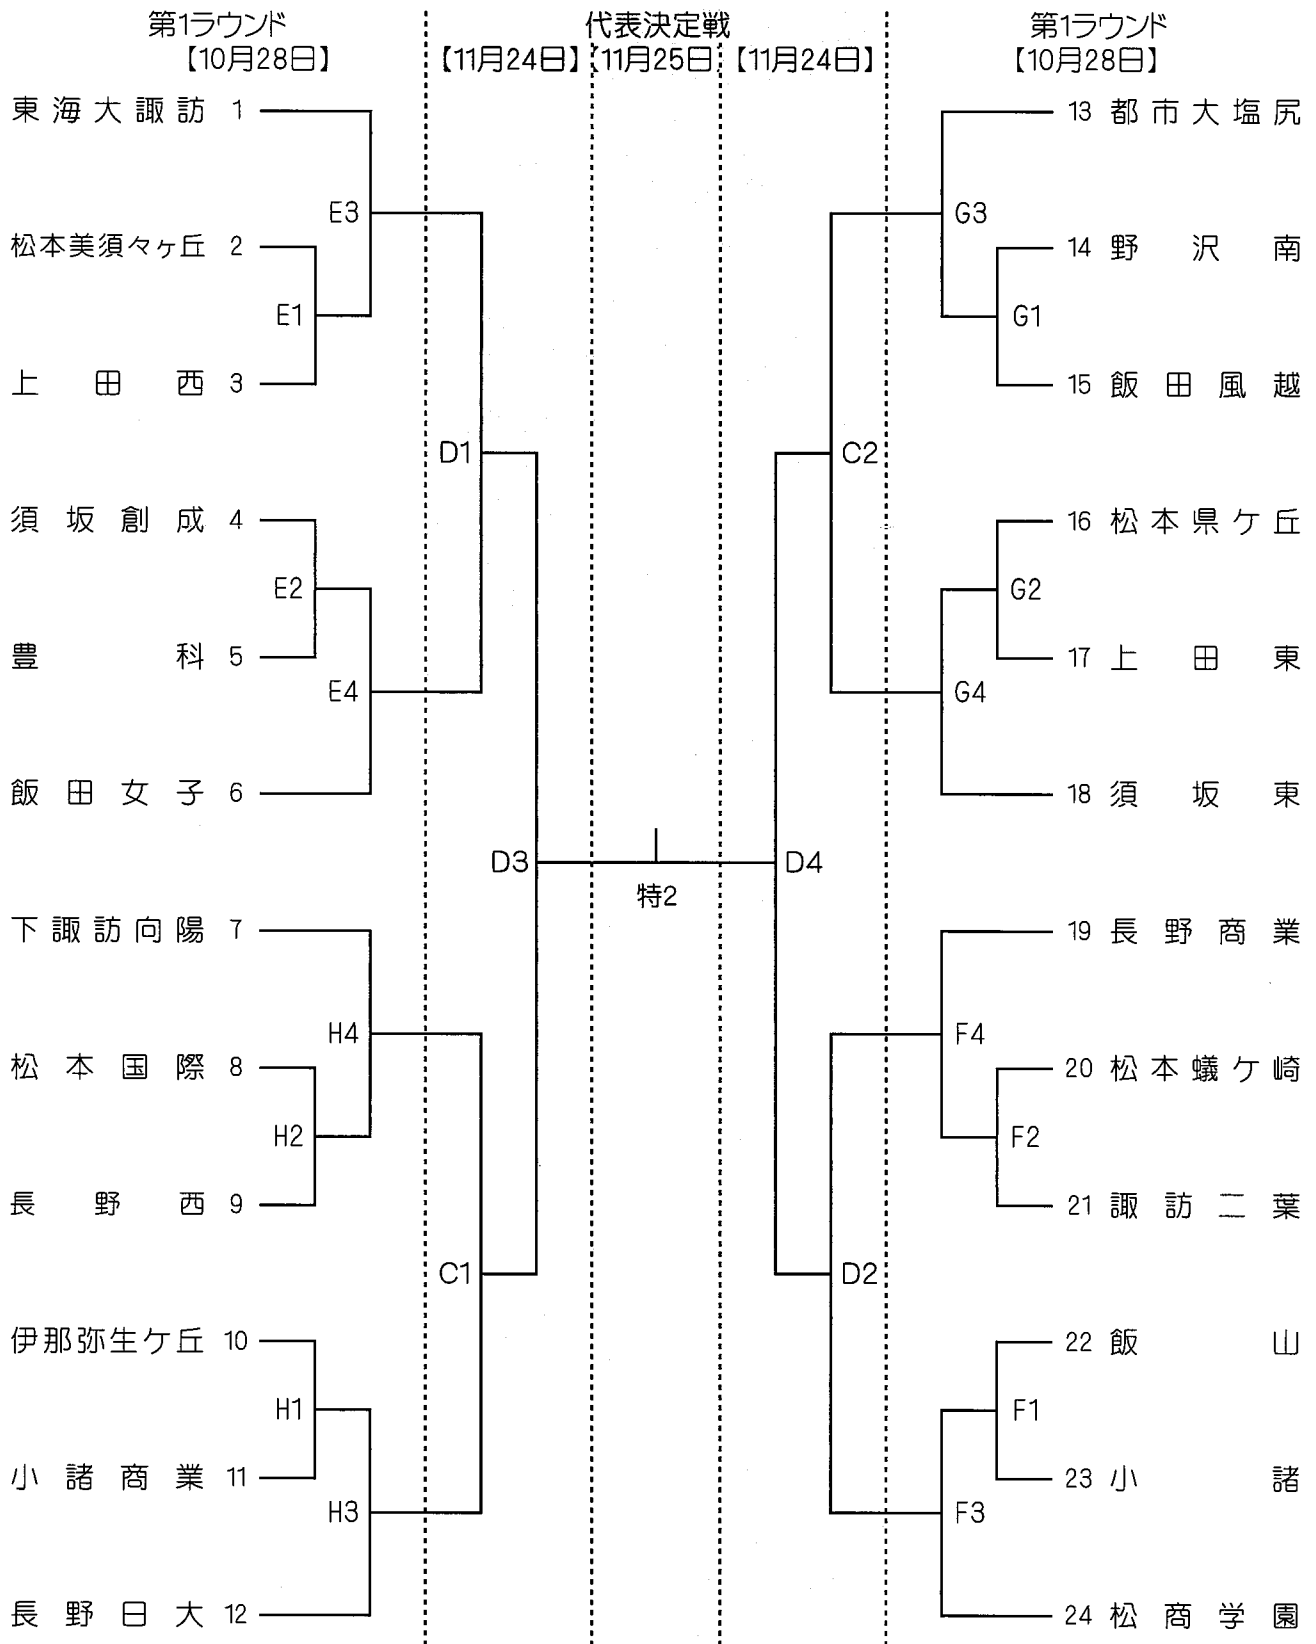 第1ラウンド 代表決定戦 第1ラウンド
【10月28日】 【11月24日】 【11月25日】 【11月24日】 【10月28日】
東海大諏訪 1 13 都市大塩尻
E3 G3
松本美須々ヶ丘 2 14 野沢南
E1 G1
上田西 3 15 飯田風越
D1 C2
須坂創成 4 16 松本県ケ丘
E2 G2
豊科 5 17 上田東
E4 G4
飯田女子 6 18 須坂東
D3 D4
特2
下諏訪向陽 7 19 長野商業
H4 F4
松本国際 8 20 松本蟻ケ崎
H2 F2
長野西 9 21 諏訪二葉
C1 D2
伊那弥生ケ丘 10 22 飯山
H1 F1
小諸商業 11 23 小諸
H3 F3
長野日大 12 24 松商学園